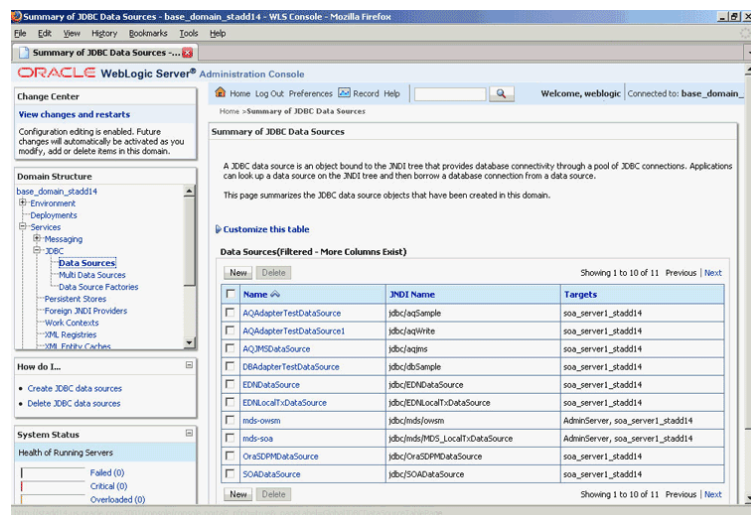 Summary of JDBC Data Sources - base_domain_stadd14 - WLS Console - Mozilla Firefox
File Edit View History Bookmarks Tools Help
Summary of JDBC Data Sources -...
ORACLE WebLogic Server® Administration Console
Change Center
View changes and restarts
Configuration editing is enabled. Future
changes will automatically be activated as you
modify, add or delete items in this domain.
Domain Structure
base_domain_stadd14
Environment
Deployments
Services
Messaging
JDBC
Data Sources
Multi Data Sources
Data Source Factories
Persistent Stores
Foreign JNDI Providers
Work Contexts
XML Registries
XML Entity Caches
How do I...
Create JDBC data sources
Delete JDBC data sources
System Status
Health of Running Servers
Failed (0)
Critical (0)
Overloaded (0)
Home Log Out Preferences Record Help
Welcome, weblogic Connected to: base_domain_
Home >Summary of JDBC Data Sources
Summary of JDBC Data Sources
A JDBC data source is an object bound to the JNDI tree that provides database connectivity through a pool of JDBC connections. Applications
can look up a data source on the JNDI tree and then borrow a database connection from a data source.
This page summarizes the JDBC data source objects that have been created in this domain.
Customize this table
Data Sources(Filtered - More Columns Exist)
New Delete Showing 1 to 10 of 11 Previous | Next
Name JNDI Name Targets
AQAdapterTestDataSource jdbc/aqSample soa_server1_stadd14
AQAdapterTestDataSource1 jdbc/aqWrite soa_server1_stadd14
AQJMSDataSource jdbc/aqjms soa_server1_stadd14
DBAdapterTestDataSource jdbc/dbSample soa_server1_stadd14
EDNDataSource jdbc/EDNDataSource soa_server1_stadd14
EDNLocalTxDataSource jdbc/EDNLocalTxDataSource soa_server1_stadd14
mds-owsm jdbc/mds/owsm AdminServer, soa_server1_stadd14
mds-soa jdbc/mds/MDS_LocalTxDataSource AdminServer, soa_server1_stadd14
OraSDPMDataSource jdbc/OraSDPMDataSource soa_server1_stadd14
SOADataSource jdbc/SOADataSource soa_server1_stadd14
New Delete Showing 1 to 10 of 11 Previous | Next